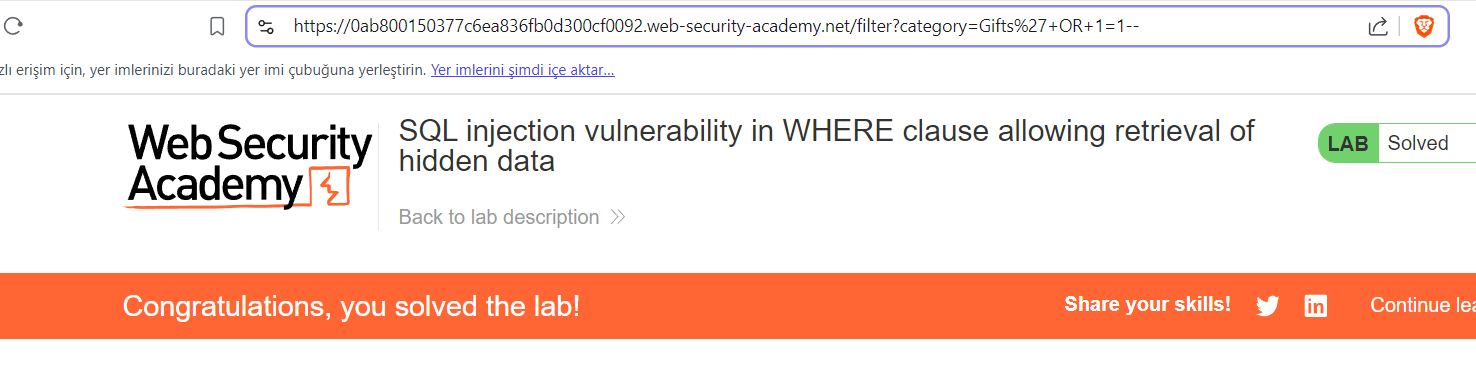 https://0ab800150377c6ea836fb0d300cf0092.web-security-academy.net/filter?category=Gifts%27+OR+1=1--
zlı erişim için, yer imlerinizi buradaki yer imi çubuğuna yerleştirin. Yer imlerini şimdi içe aktar...
Web Security
Academy
SQL injection vulnerability in WHERE clause allowing retrieval of
hidden data
LAB Solved
Back to lab description
Congratulations, you solved the lab!
Share your skills!
Continue lea